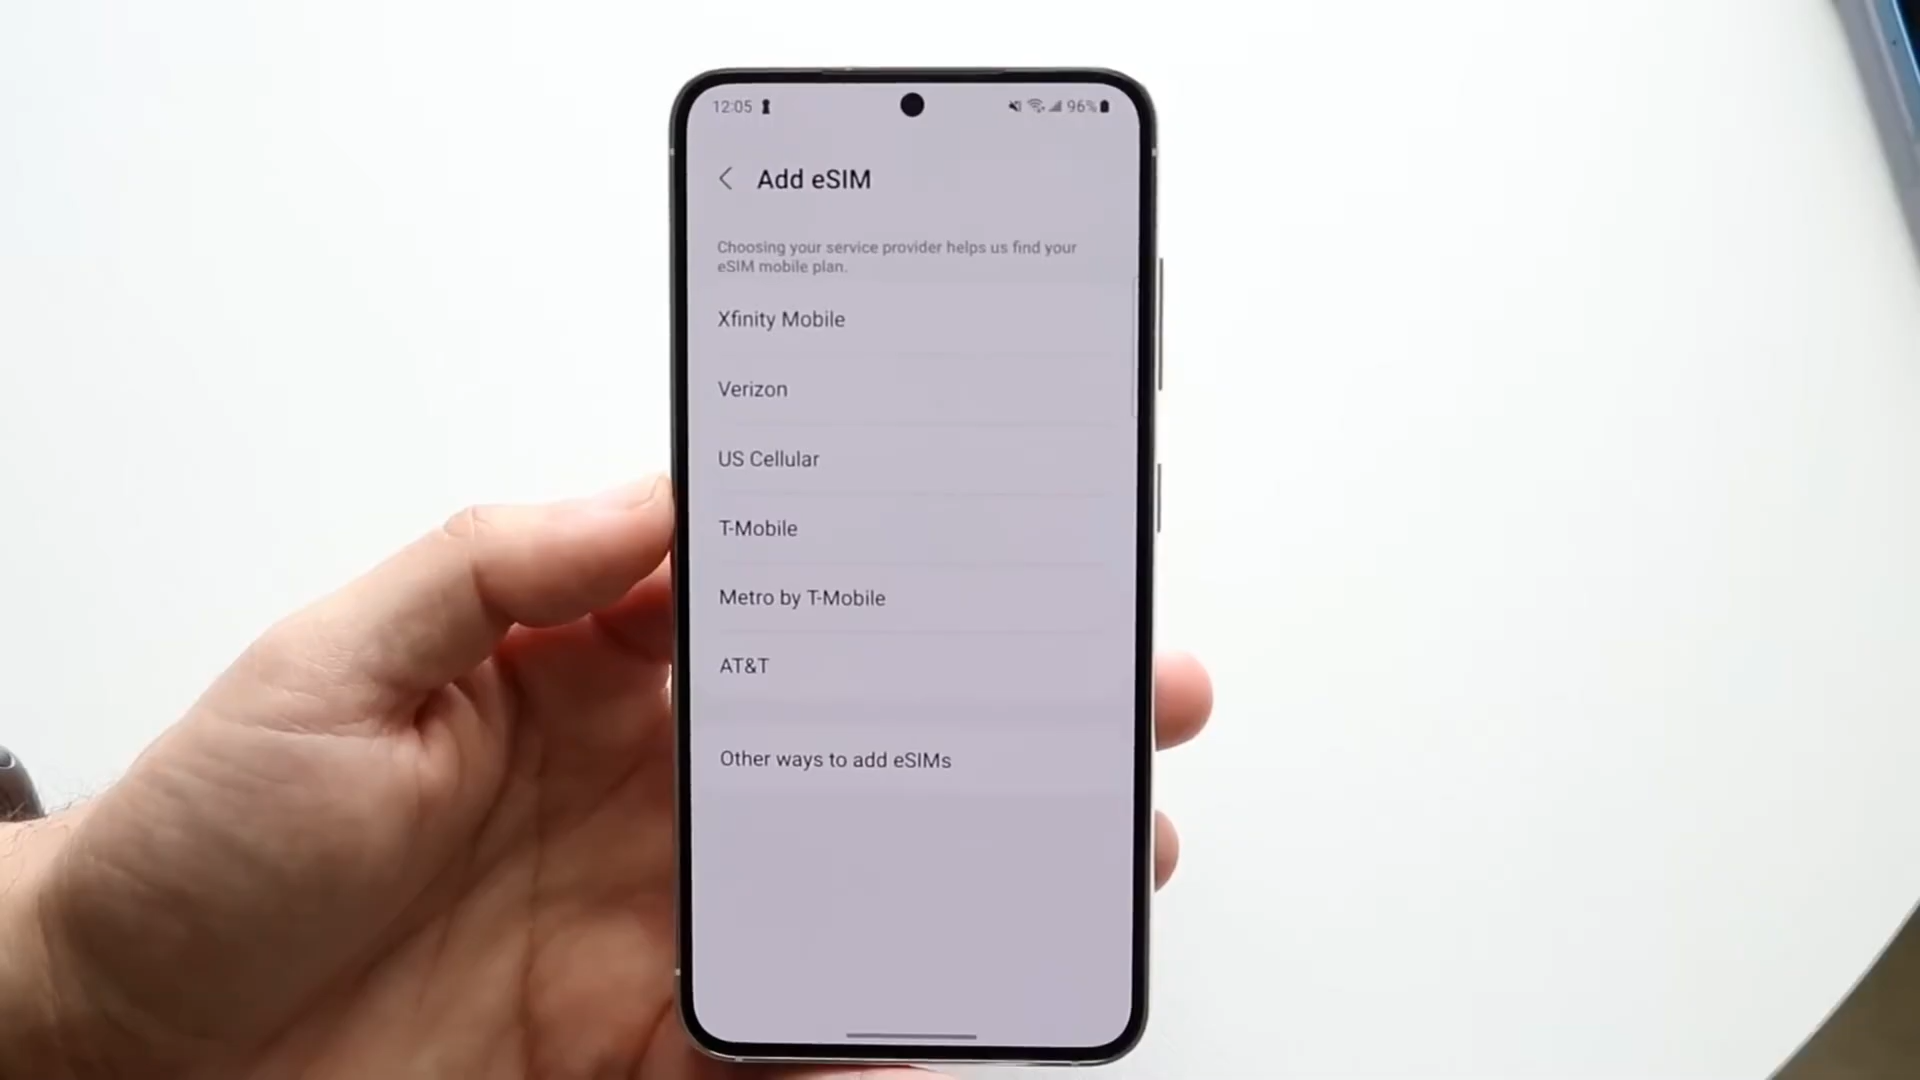 12:05 96%
Add eSIM
Choosing your service provider helps us find your
eSIM mobile plan.
Xfinity Mobile
Verizon
US Cellular
T-Mobile
Metro by T-Mobile
AT&T
Other ways to add eSIMs